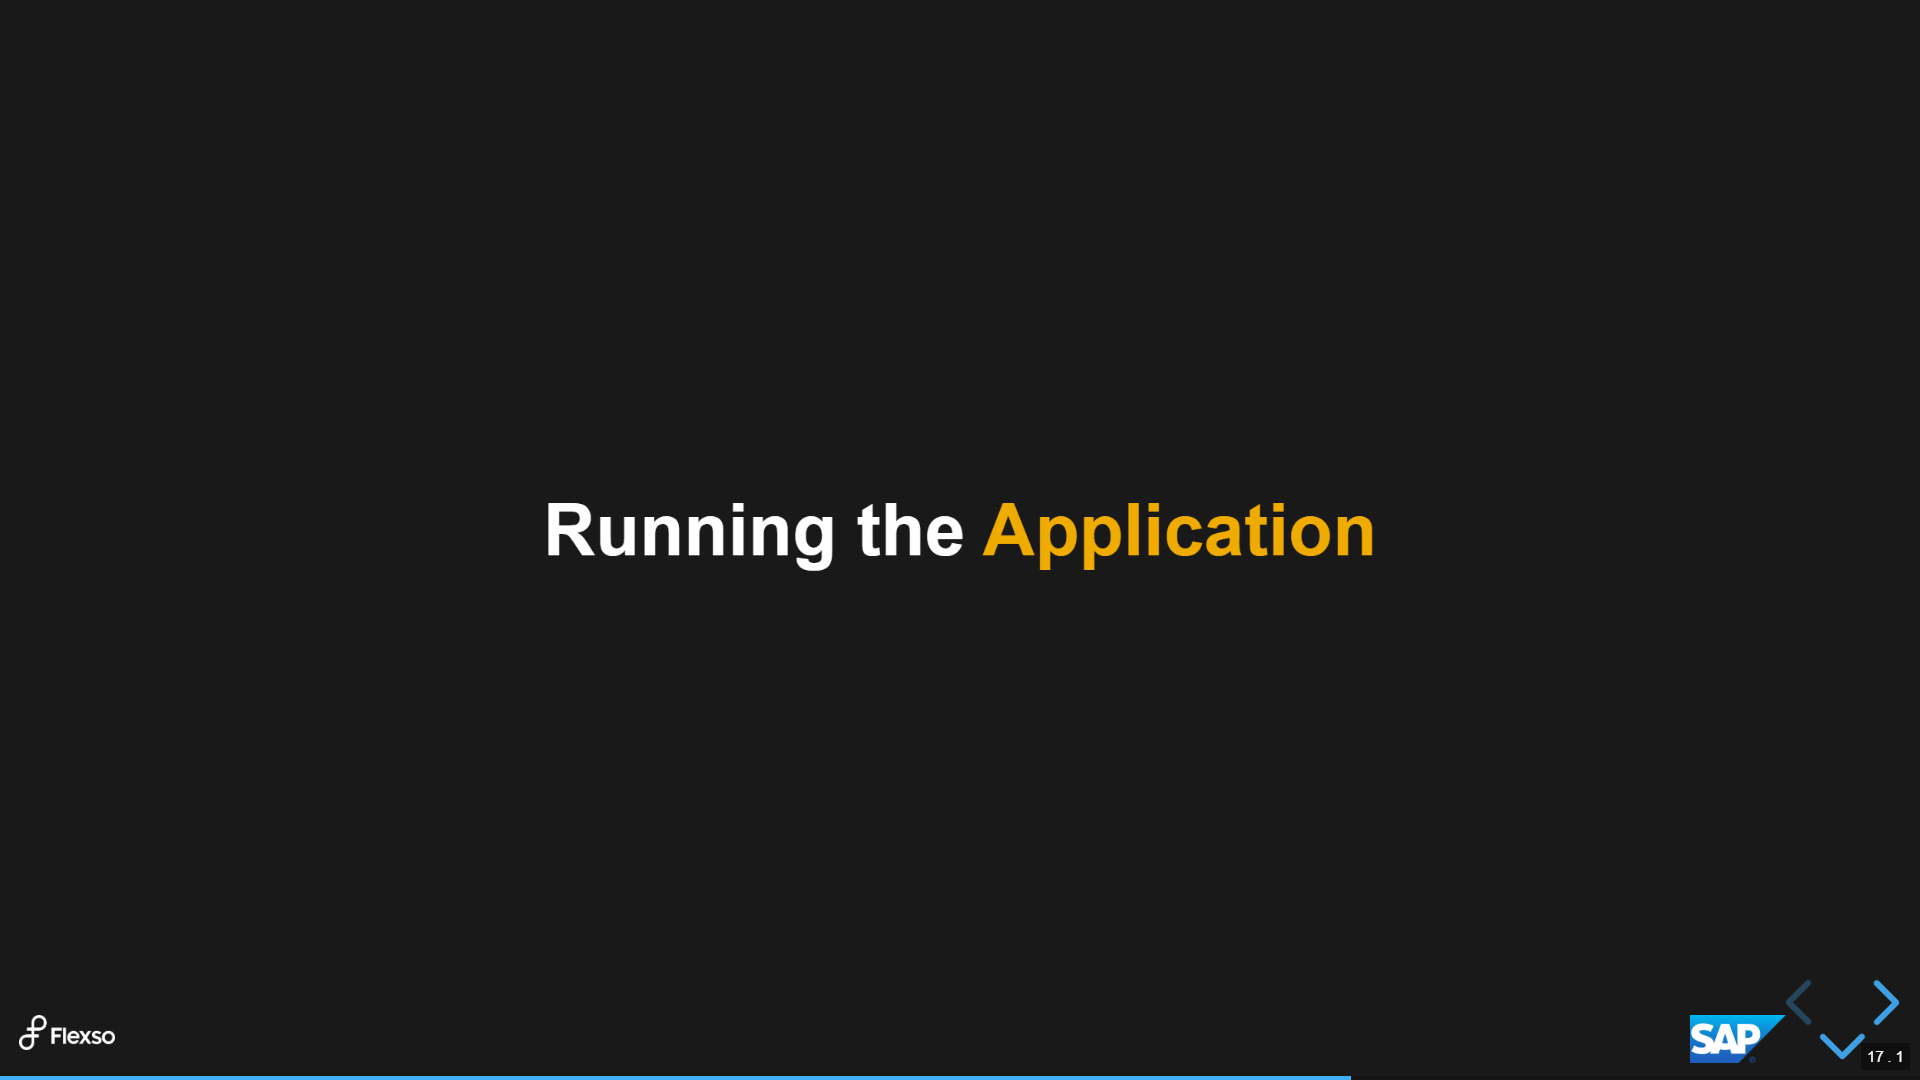 Running the Application
Flexso
SAP
17 . 1